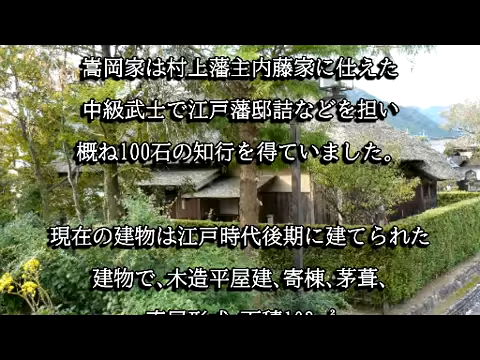 嵩岡家は村上藩主内藤家に仕えた
中級武士で江戸藩邸詰などを担い
概ね100石の知行を得ていました。
現在の建物は江戸時代後期に建てられた
建物で、木造平屋建、寄棟、茅葺、